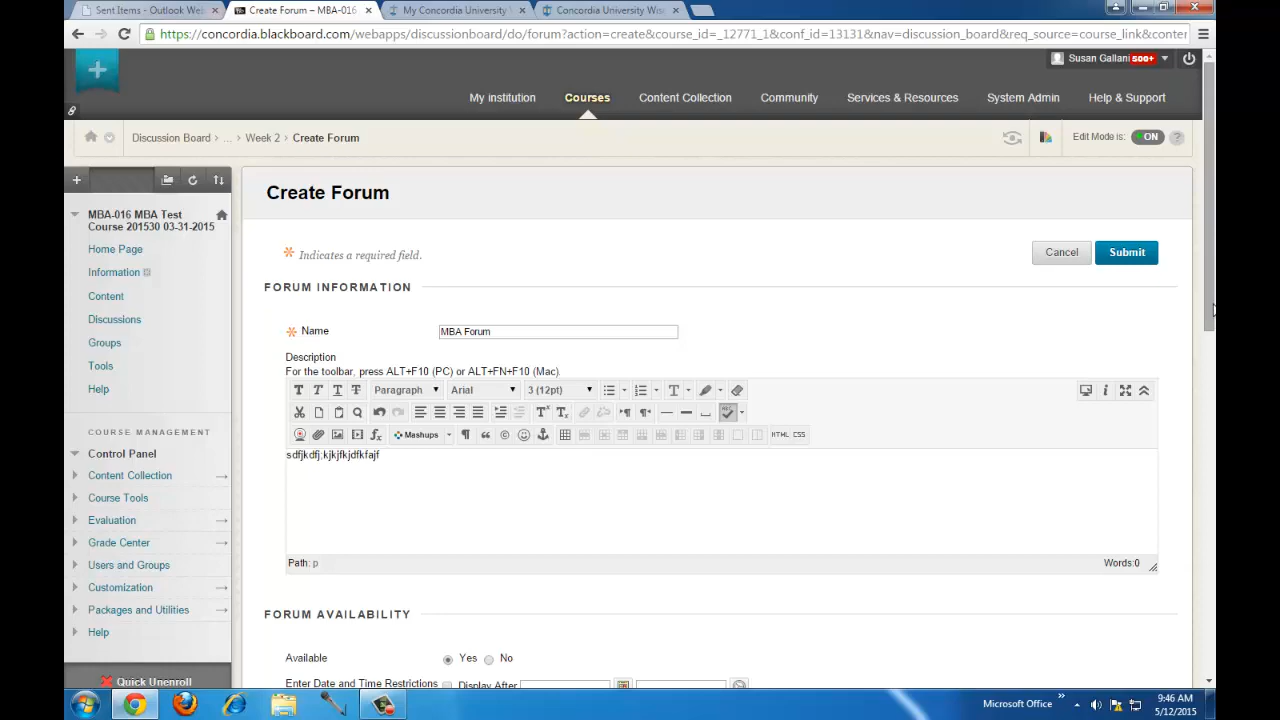 Sent Items - Outlook We
Create Forum – MBA-016
My Concordia University
Concordia University Wis
https://concordia.blackboard.com/webapps/discussionboard/do/forum?action=create&course_id=_12771_1&conf_id=13131&nav=discussion_board&req_source=course_link&conten
Susan Gallani 500+
My Institution Courses Content Collection Community Services & Resources System Admin Help & Support
Discussion Board > ... > Week 2 > Create Forum
Edit Mode is: ON ?
Create Forum
MBA-016 MBA Test
Course 201530 03-31-2015
Home Page
Information
Content
Discussions
Groups
Tools
Help
COURSE MANAGEMENT
Control Panel
Content Collection
Course Tools
Evaluation
Grade Center
Users and Groups
Customization
Packages and Utilities
Help
Quick Unenroll
Indicates a required field.
Cancel Submit
FORUM INFORMATION
Name MBA Forum
Description
For the toolbar, press ALT+F10 (PC) or ALT+FN+F10 (Mac).
T T T T Paragraph Arial 3 (12pt) T
Mashups HTML CSS
sdfjkdfj;kjkjfkjdfkfajf
Path: p Words:0
FORUM AVAILABILITY
Available Yes No
Enter Date and Time Restrictions Display After
Microsoft Office
9:46 AM
5/12/2015